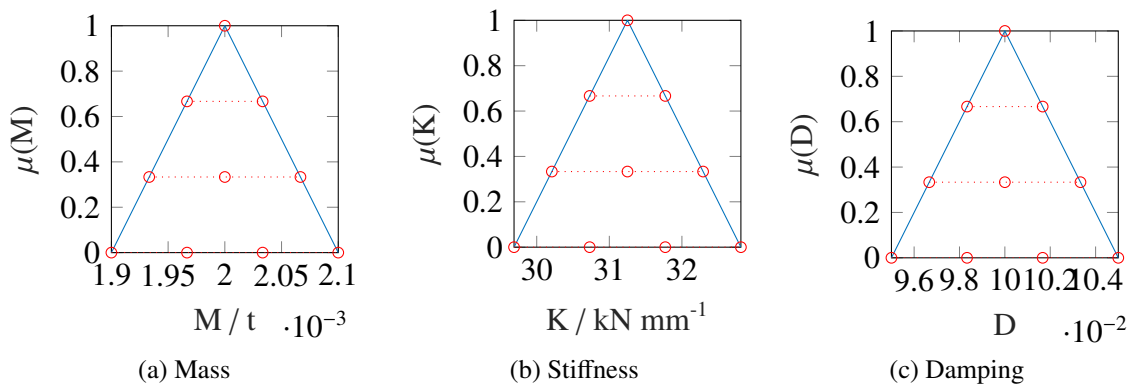 μ(M)
1
0.8
0.6
0.4
0.2
0
1.9 1.95 2 2.05 2.1
M / t ·10⁻³
(a) Mass
μ(K)
1
0.8
0.6
0.4
0.2
0
30 31 32
K / kN mm⁻¹
(b) Stiffness
μ(D)
1
0.8
0.6
0.4
0.2
0
9.6 9.8 10 10.2 10.4
D ·10⁻²
(c) Damping